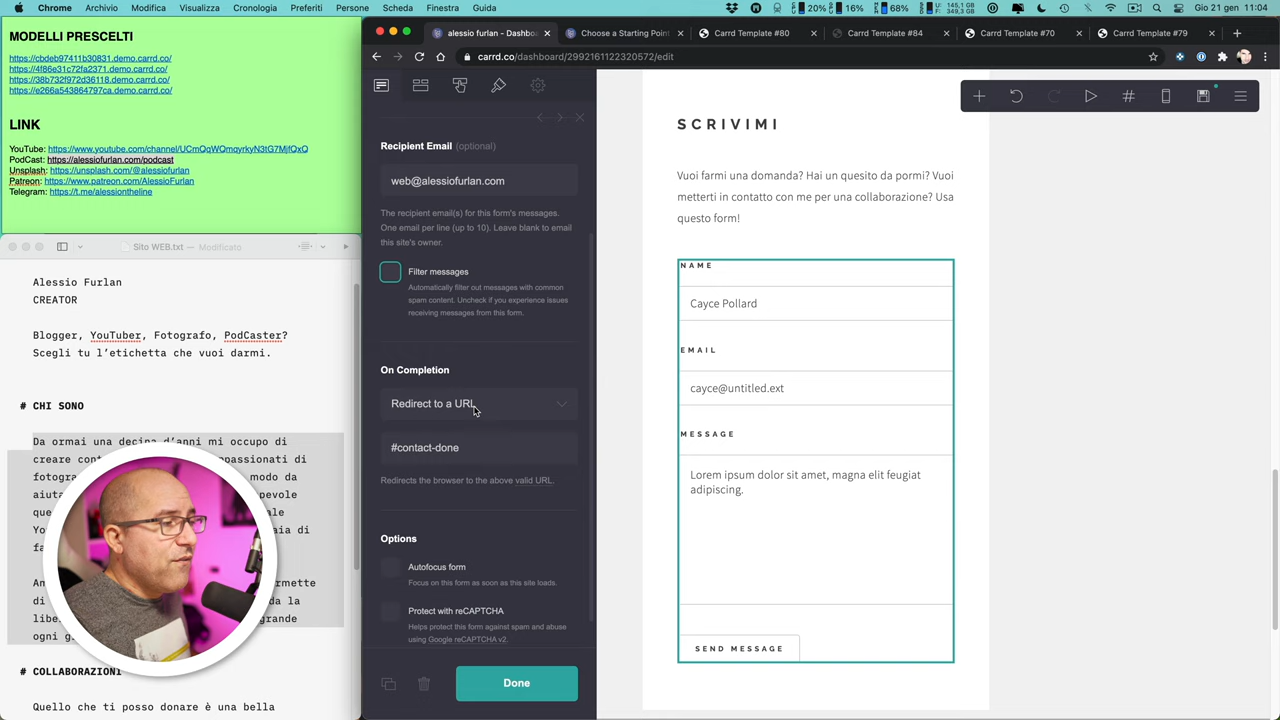 Chrome Archivio Modifica Visualizza Cronologia Preferiti Persone Scheda Finestra Guida
20% 16% 38% 63% 11:04
MODELLI PRESCELTI
https://cbdeb97411b30831.demo.carrd.co/
https://4f86e31c72fa2371.demo.carrd.co/
https://38b732f972d36118.demo.carrd.co/
https://e266a543864797ca.demo.carrd.co/
LINK
YouTube: https://www.youtube.com/channel/UCmQqWQmqyrkyN3tG7MjfQxQ
PodCast: https://alessiofurlan.com/podcast
Unsplash: https://unsplash.com/@alessiofurlan
Patreon: https://www.patreon.com/AlessioFurlan
Telegram: https://t.me/alessiontheline
Sito WEB.txt — Modificato
Alessio Furlan
CREATOR
Blogger, YouTuber, Fotografo, PodCaster?
Scegli tu l'etichetta che vuoi darmi.
# CHI SONO
Da ormai una decina d'anni mi occupo di
# COLLABORAZIONI
Quello che ti posso donare è una bella
alessio furlan - Dashbo
Choose a Starting Point
Carrd Template #80
Carrd Template #84
Carrd Template #70
Carrd Template #79
carrd.co/dashboard/2992161122320572/edit
Recipient Email (optional)
web@alessiofurlan.com
The recipient email(s) for this form's messages.
One email per line (up to 10). Leave blank to email
this site's owner.
Filter messages
Automatically filter out messages with common
spam content. Uncheck if you experience issues
receiving messages from this form.
On Completion
Redirect to a URL
#contact-done
Redirects the browser to the above valid URL.
Options
Autofocus form
Focus on this form as soon as this site loads.
Protect with reCAPTCHA
Helps protect this form against spam and abuse
using Google reCAPTCHA v2.
Done
SCRIVIMI
Vuoi farmi una domanda? Hai un quesito da pormi? Vuoi
metterti in contatto con me per una collaborazione? Usa
questo form!
NAME
Cayce Pollard
EMAIL
cayce@untitled.ext
MESSAGE
Lorem ipsum dolor sit amet, magna elit feugiat
adipiscing.
SEND MESSAGE